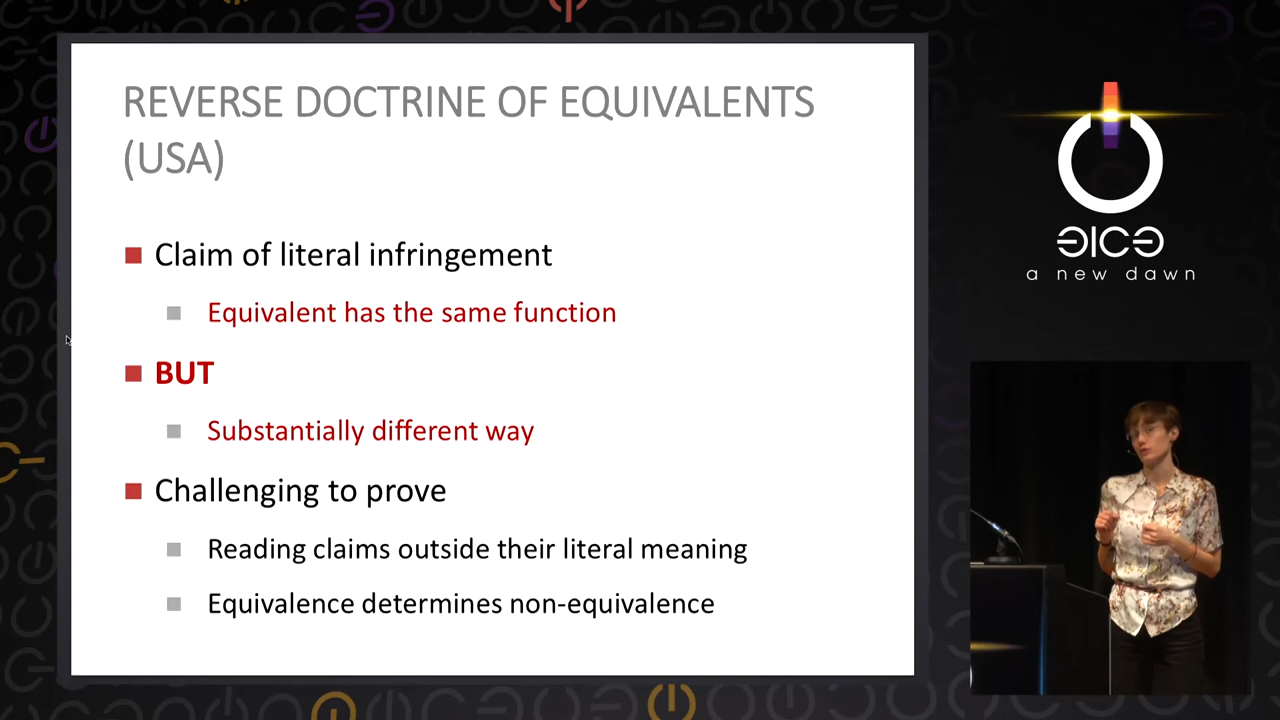 REVERSE DOCTRINE OF EQUIVALENTS
(USA)
Claim of literal infringement
Equivalent has the same function
BUT
Substantially different way
Challenging to prove
Reading claims outside their literal meaning
Equivalence determines non-equivalence
ƎICƎ
a new dawn